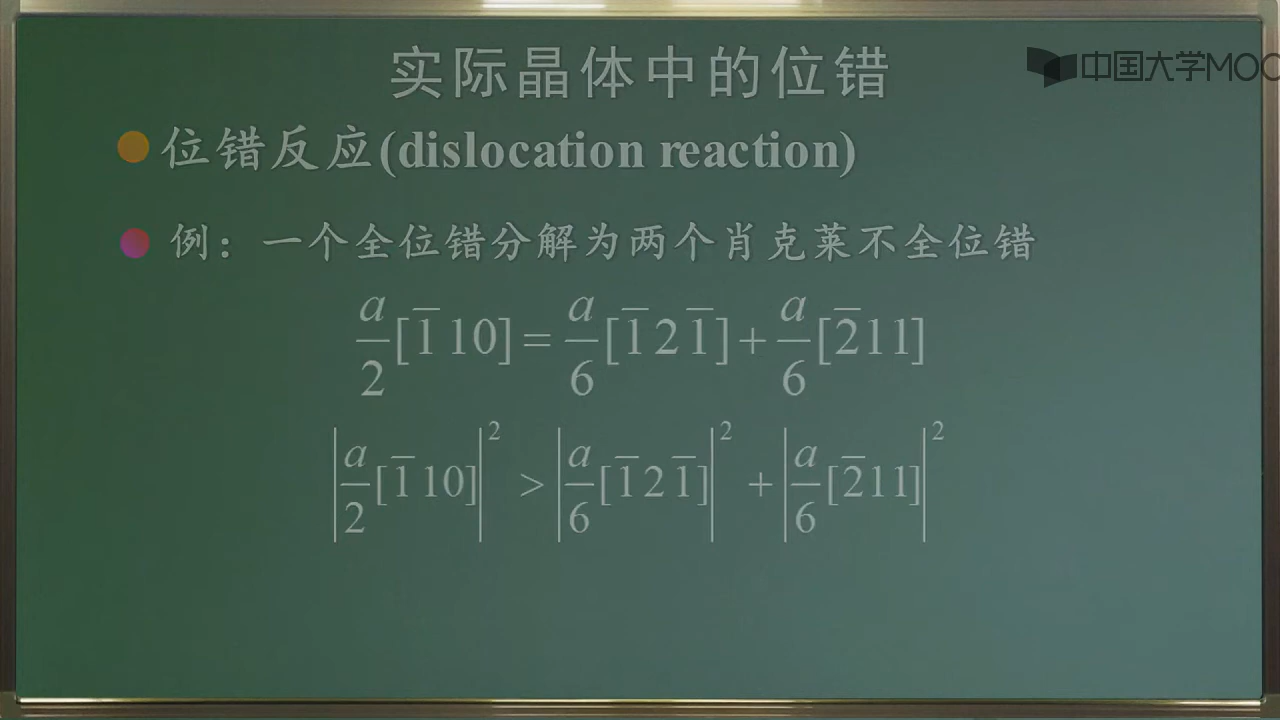 实际晶体中的位错
中国大学MOO
位错反应(dislocation reaction)
例：一个全位错分解为两个肖克莱不全位错
a/2[1̅10]=a/6[1̅21̅]+a/6[2̅11]
|a/2[1̅10]|² > |a/6[1̅21̅]|² + |a/6[2̅11]|²